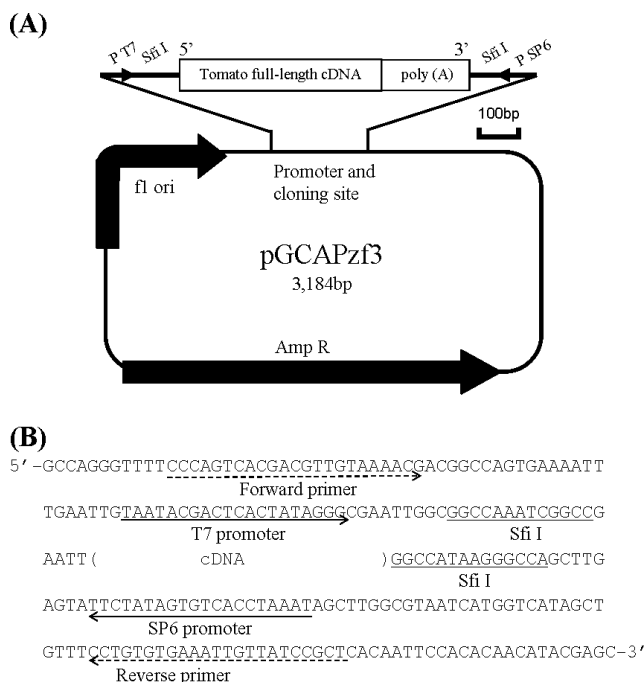 (A)
P T7
Sfi I
5’
3’
Sfi I
P SP6
Tomato full-length cDNA
poly (A)
100bp
f1 ori
Promoter and
cloning site
pGCAPzf3
3,184bp
Amp R
(B)
5’-GCCAGGGTTTTCCCAGTCACGACGTTGTAAAACGACGGCCAGTGAAAATT
Forward primer
TGAATTGTAATACGACTCACTATAGGGCGAATTGGCGGCCAAATCGGCCG
T7 promoter
Sfi I
AATT( cDNA )GGCCATAAGGGCCAGCTTG
Sfi I
AGTATTCTATAGTGTCACCTAAATAGCTTGGCGTAATCATGGTCATAGCT
SP6 promoter
GTTTCCTGTGTGAAATTGTTATCCGCTCACAATTCCACACAACATACGAGC-3’
Reverse primer